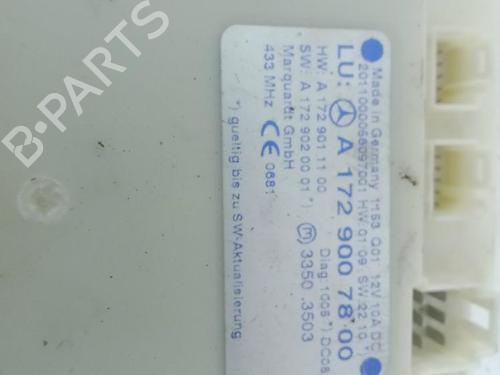 Made in Germany 1153 Q01 12V 10A DC
2011000056097001 HW:01.09 SW:22.10 *)
LU: A 172 900 78 00
HW: A 172 901 11 00 Diag:1006*) DC08
SW: A 172 902 00 01 *)
Marquardt GmbH m 3350.3503
433 MHz CE 0681
*) gueltig bis zu SW-Aktualisierung
B-PARTS